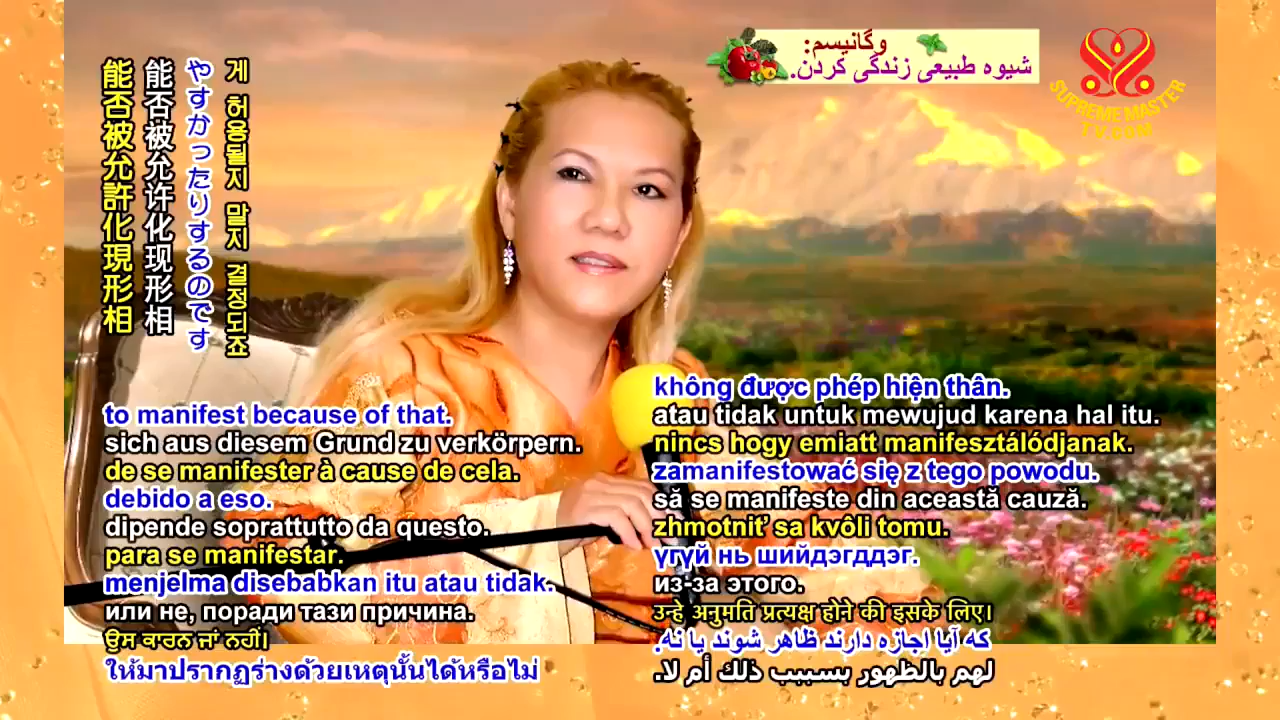 وگانیسم:
شیوه طبیعی زندگی کردن.
SUPREME MASTER
TV.COM
게 허용될지 말지 결정되죠
やすかったりするのです
能否被允许化现形相
能否被允許化現形相
to manifest because of that.
sich aus diesem Grund zu verkörpern.
de se manifester à cause de cela.
debido a eso.
dipende soprattutto da questo.
para se manifestar.
menjelma disebabkan itu atau tidak.
или не, поради тази причина.
ਉਸ ਕਾਰਨ ਜਾਂ ਨਹੀਂ।
ให้มาปรากฏร่างด้วยเหตุนั้นได้หรือไม่
không được phép hiện thân.
atau tidak untuk mewujud karena hal itu.
nincs hogy emiatt manifesztálódjanak.
zamanifestować się z tego powodu.
să se manifeste din această cauză.
zhmotniť sa kvôli tomu.
үгүй нь шийдэгддэг.
из-за этого.
उन्हे अनुमति प्रत्यक्ष होने की इसके लिए।
که آیا اجازه دارند ظاهر شوند یا نه.
لهم بالظهور بسببب ذلك أم لا.